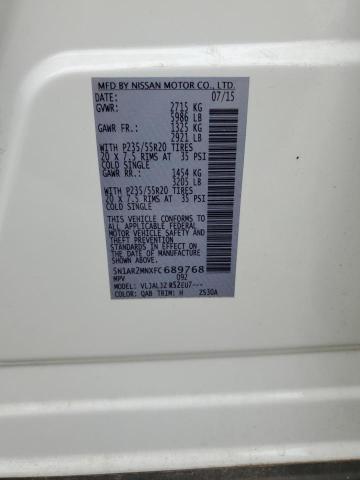 MFD BY NISSAN MOTOR CO., LTD.
DATE: 07/15
GVWR: 2715 KG
5986 LB
GAWR FR.: 1325 KG
2921 LB
WITH P235/55R20 TIRES
20 X 7.5 RIMS AT 35 PSI
COLD SINGLE
GAWR RR.: 1454 KG
3205 LB
WITH P235/55R20 TIRES
20 X 7.5 RIMS AT 35 PSI
COLD SINGLE
THIS VEHICLE CONFORMS TO
ALL APPLICABLE FEDERAL
MOTOR VEHICLE SAFETY
STANDARDS IN EFFECT ON THE
DATE OF MANUFACTURE SHOWN
ABOVE.
5N1AR2MNXFC689768
MPV 092
MODEL: VLJALJZ R52EU7---
COLOR: QAB TRIM: H 2530A